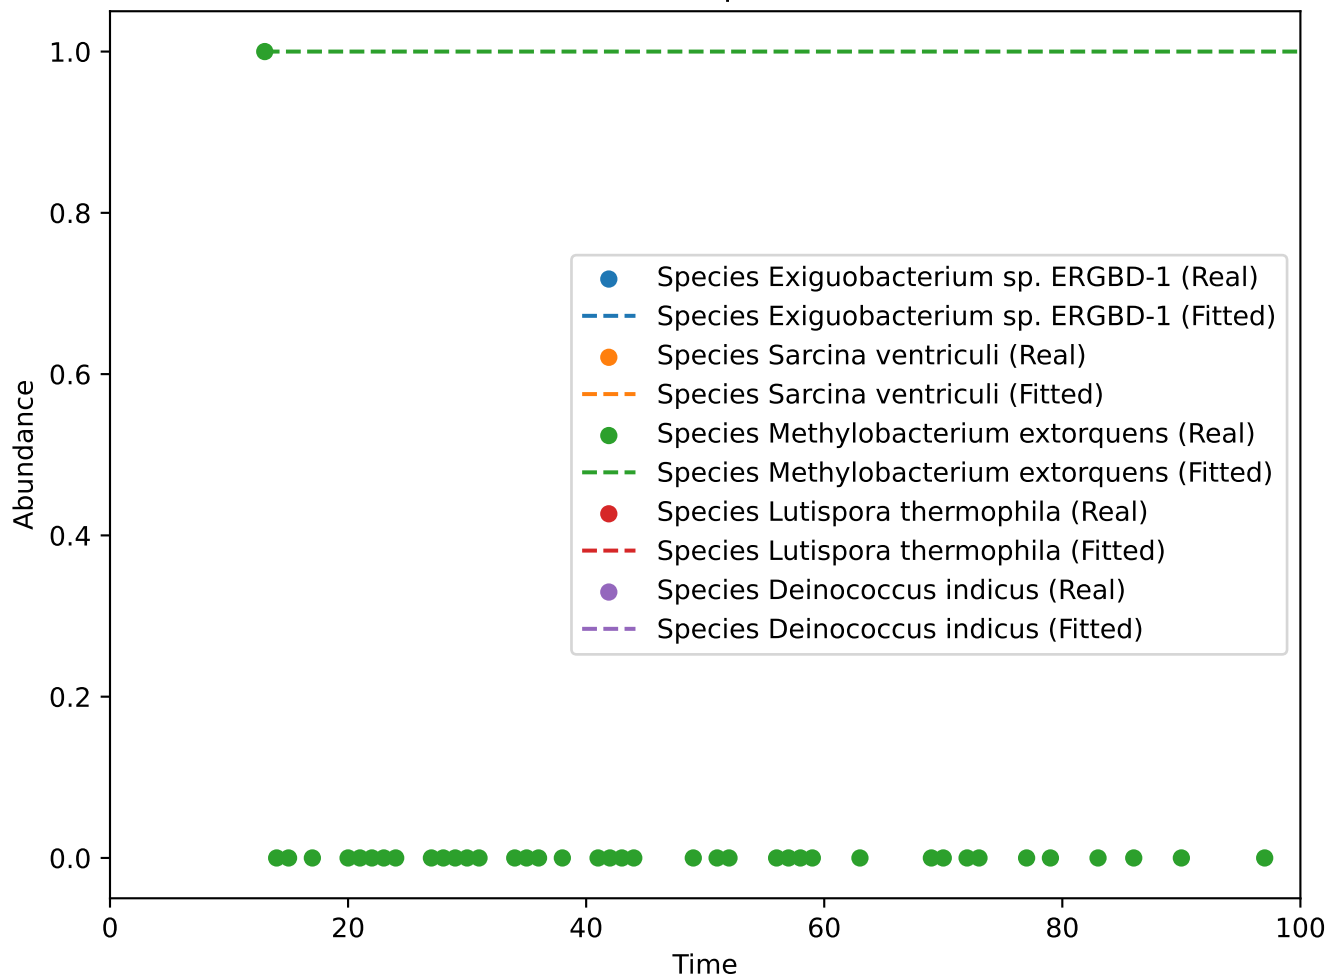 1.0
0.8
0.6
0.4
0.2
0.0
Abundance
Species Exiguobacterium sp. ERGBD-1 (Real)
Species Exiguobacterium sp. ERGBD-1 (Fitted)
Species Sarcina ventriculi (Real)
Species Sarcina ventriculi (Fitted)
Species Methylobacterium extorquens (Real)
Species Methylobacterium extorquens (Fitted)
Species Lutispora thermophila (Real)
Species Lutispora thermophila (Fitted)
Species Deinococcus indicus (Real)
Species Deinococcus indicus (Fitted)
0 20 40 60 80 100
Time